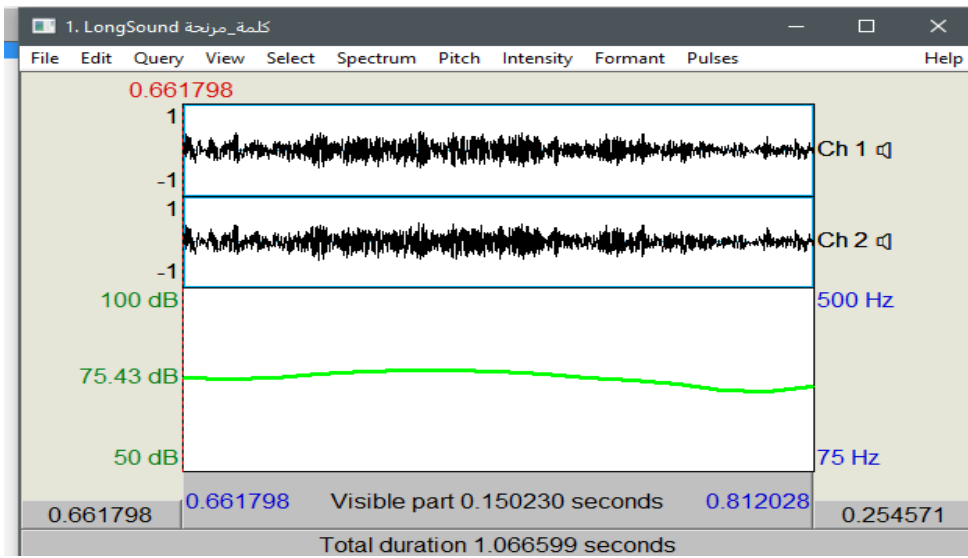 1. LongSound كلمة_مرنحة
File Edit Query View Select Spectrum Pitch Intensity Formant Pulses Help
0.661798
1
Ch 1
-1
1
Ch 2
-1
100 dB 500 Hz
75.43 dB
50 dB 75 Hz
0.661798 0.661798 Visible part 0.150230 seconds 0.812028 0.254571
Total duration 1.066599 seconds